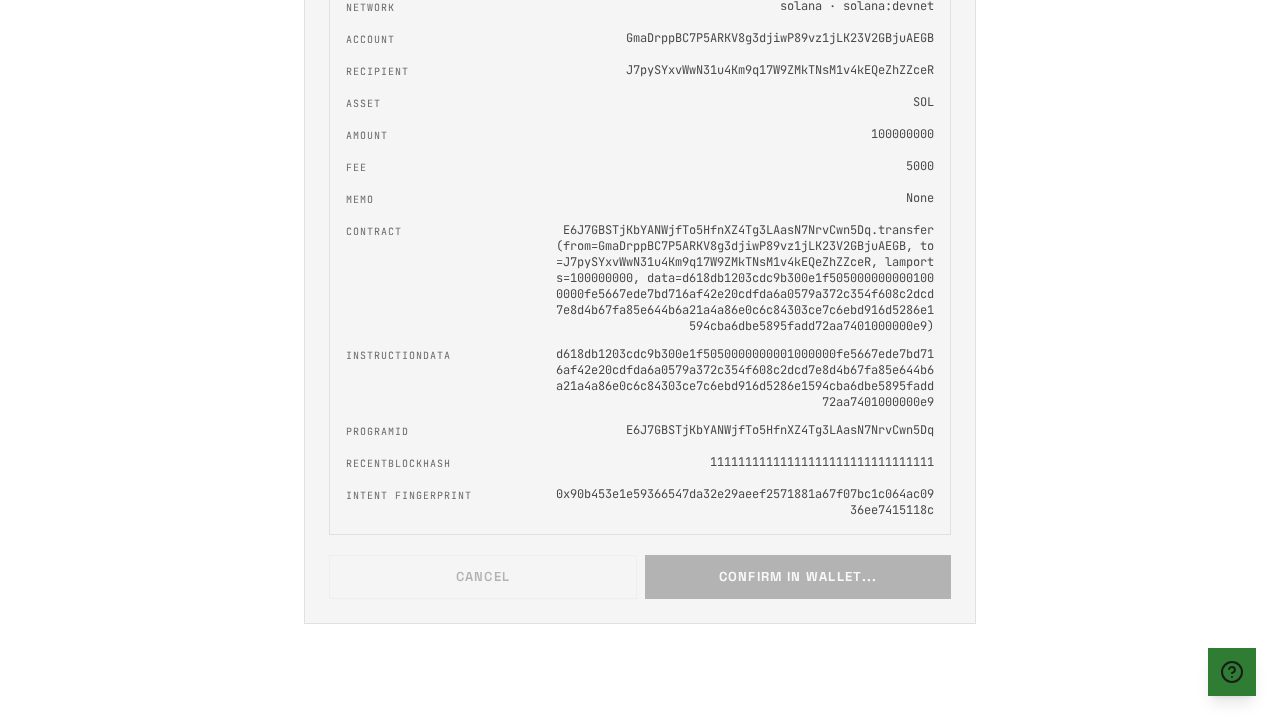 NETWORK
solana · solana:devnet
ACCOUNT
GmaDrppBC7P5ARKV8g3djiwP89vz1jLK23V2GBjuAEGB
RECIPIENT
J7pySYxvWwN31u4Km9q17W9ZMkTNsM1v4kEQeZhZZceR
ASSET
SOL
AMOUNT
100000000
FEE
5000
MEMO
None
CONTRACT
E6J7GBSTjKbYANWjfTo5HfnXZ4Tg3LAasN7NrvCwn5Dq.transfer
(from=GmaDrppBC7P5ARKV8g3djiwP89vz1jLK23V2GBjuAEGB, to
=J7pySYxvWwN31u4Km9q17W9ZMkTNsM1v4kEQeZhZZceR, lamport
s=100000000, data=d618db1203cdc9b300e1f505000000000100
0000fe5667ede7bd716af42e20cdfda6a0579a372c354f608c2dcd
7e8d4b67fa85e644b6a21a4a86e0c6c84303ce7c6ebd916d5286e1
594cba6dbe5895fadd72aa7401000000e9)
INSTRUCTIONDATA
d618db1203cdc9b300e1f5050000000001000000fe5667ede7bd71
6af42e20cdfda6a0579a372c354f608c2dcd7e8d4b67fa85e644b6
a21a4a86e0c6c84303ce7c6ebd916d5286e1594cba6dbe5895fadd
72aa7401000000e9
PROGRAMID
E6J7GBSTjKbYANWjfTo5HfnXZ4Tg3LAasN7NrvCwn5Dq
RECENTBLOCKHASH
11111111111111111111111111111111
INTENT FINGERPRINT
0x90b453e1e59366547da32e29aeef2571881a67f07bc1c064ac09
36ee7415118c
CANCEL
CONFIRM IN WALLET...